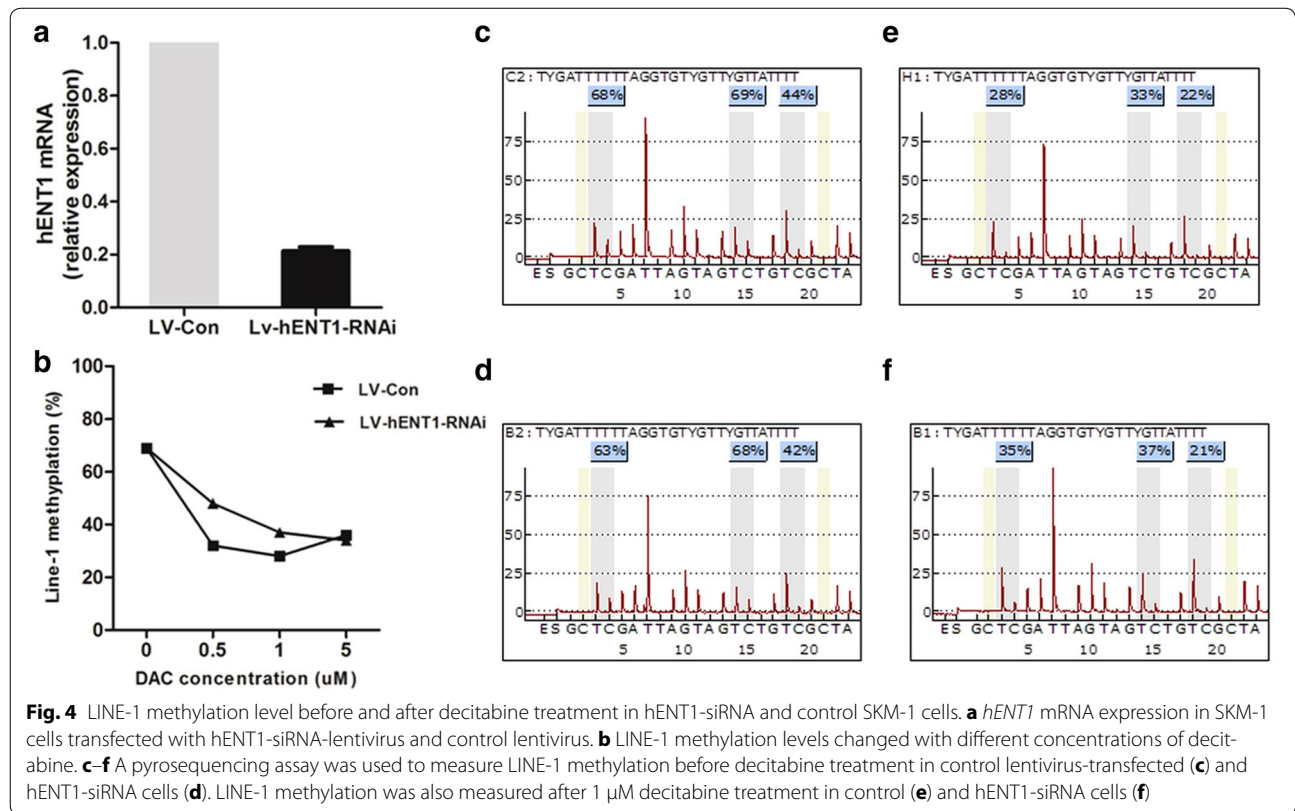 a
hENT1 mRNA
(relative expression)
1.0
0.8
0.6
0.4
0.2
0.0
LV-Con
Lv-hENT1-RNAi
b
Line-1 methyplation (%)
100
80
60
40
20
0
LV-Con
LV-hENT1-RNAi
0 0.5 1 5
DAC concentration (uM)
c
C2: TYGATTTTTTAGGTGTYGTTYGTTATTTT
68% 69% 44%
75
50
25
0
E S G C T C G A T T A G T A G T C T G T C G C T A
5 10 15 20
d
B2: TYGATTTTTTAGGTGTYGTTYGTTATTTT
63% 68% 42%
75
50
25
0
E S G C T C G A T T A G T A G T C T G T C G C T A
5 10 15 20
e
H1: TYGATTTTTTAGGTGTYGTTYGTTATTTT
28% 33% 22%
75
50
25
0
E S G C T C G A T T A G T A G T C T G T C G C T A
5 10 15 20
f
B1: TYGATTTTTTAGGTGTYGTTYGTTATTTT
35% 37% 21%
75
50
25
0
E S G C T C G A T T A G T A G T C T G T C G C T A
5 10 15 20
Fig. 4 LINE-1 methylation level before and after decitabine treatment in hENT1-siRNA and control SKM-1 cells. a hENT1 mRNA expression in SKM-1
cells transfected with hENT1-siRNA-lentivirus and control lentivirus. b LINE-1 methylation levels changed with different concentrations of decit-
abine. c–f A pyrosequencing assay was used to measure LINE-1 methylation before decitabine treatment in control lentivirus-transfected (c) and
hENT1-siRNA cells (d). LINE-1 methylation was also measured after 1 µM decitabine treatment in control (e) and hENT1-siRNA cells (f)